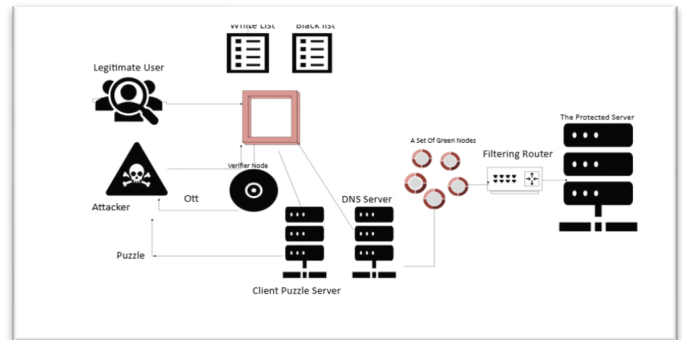 White List
Black list
Legitimate User
The Protected Server
A Set Of Green Nodes
Filtering Router
Verifier Node
Ott
DNS Server
Attacker
Puzzle
Client Puzzle Server